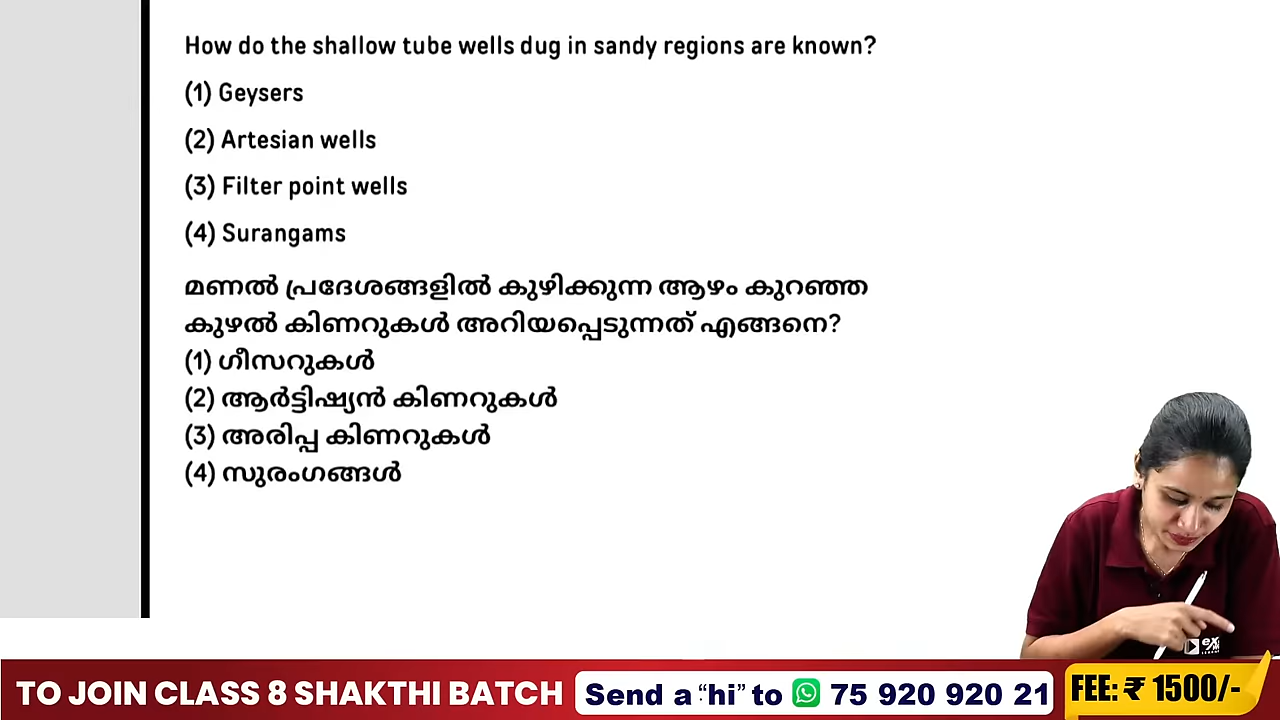 How do the shallow tube wells dug in sandy regions are known?
(1) Geysers
(2) Artesian wells
(3) Filter point wells
(4) Surangams
മണൽ പ്രദേശങ്ങളിൽ കുഴിക്കുന്ന ആഴം കുറഞ്ഞ
കുഴൽ കിണറുകൾ അറിയപ്പെടുന്നത് എങ്ങനെ?
(1) ഗീസറുകൾ
(2) ആർട്ടിഷ്യൻ കിണറുകൾ
(3) അരിപ്പ കിണറുകൾ
(4) സുരംഗങ്ങൾ
TO JOIN CLASS 8 SHAKTHI BATCH
Send a “hi” to 75 920 920 21
FEE: ₹ 1500/-